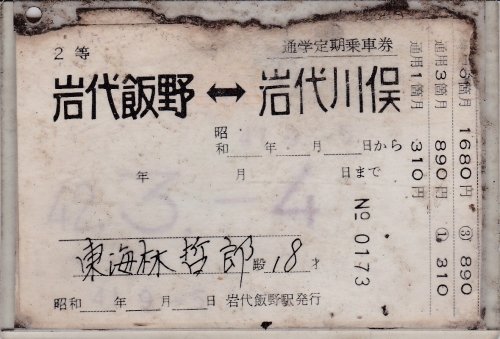 2等
通学定期乗車券
岩代飯野 ↔ 岩代川俣
昭和 年 月 日から
年 月 日まで
3-4
東海林哲郎 殿 18才
昭和 年 月 日 岩代飯野駅発行
No 0173
通用1箇月 310円
通用3箇月 890円 ① 310
6箇月 1680円 ③ 890